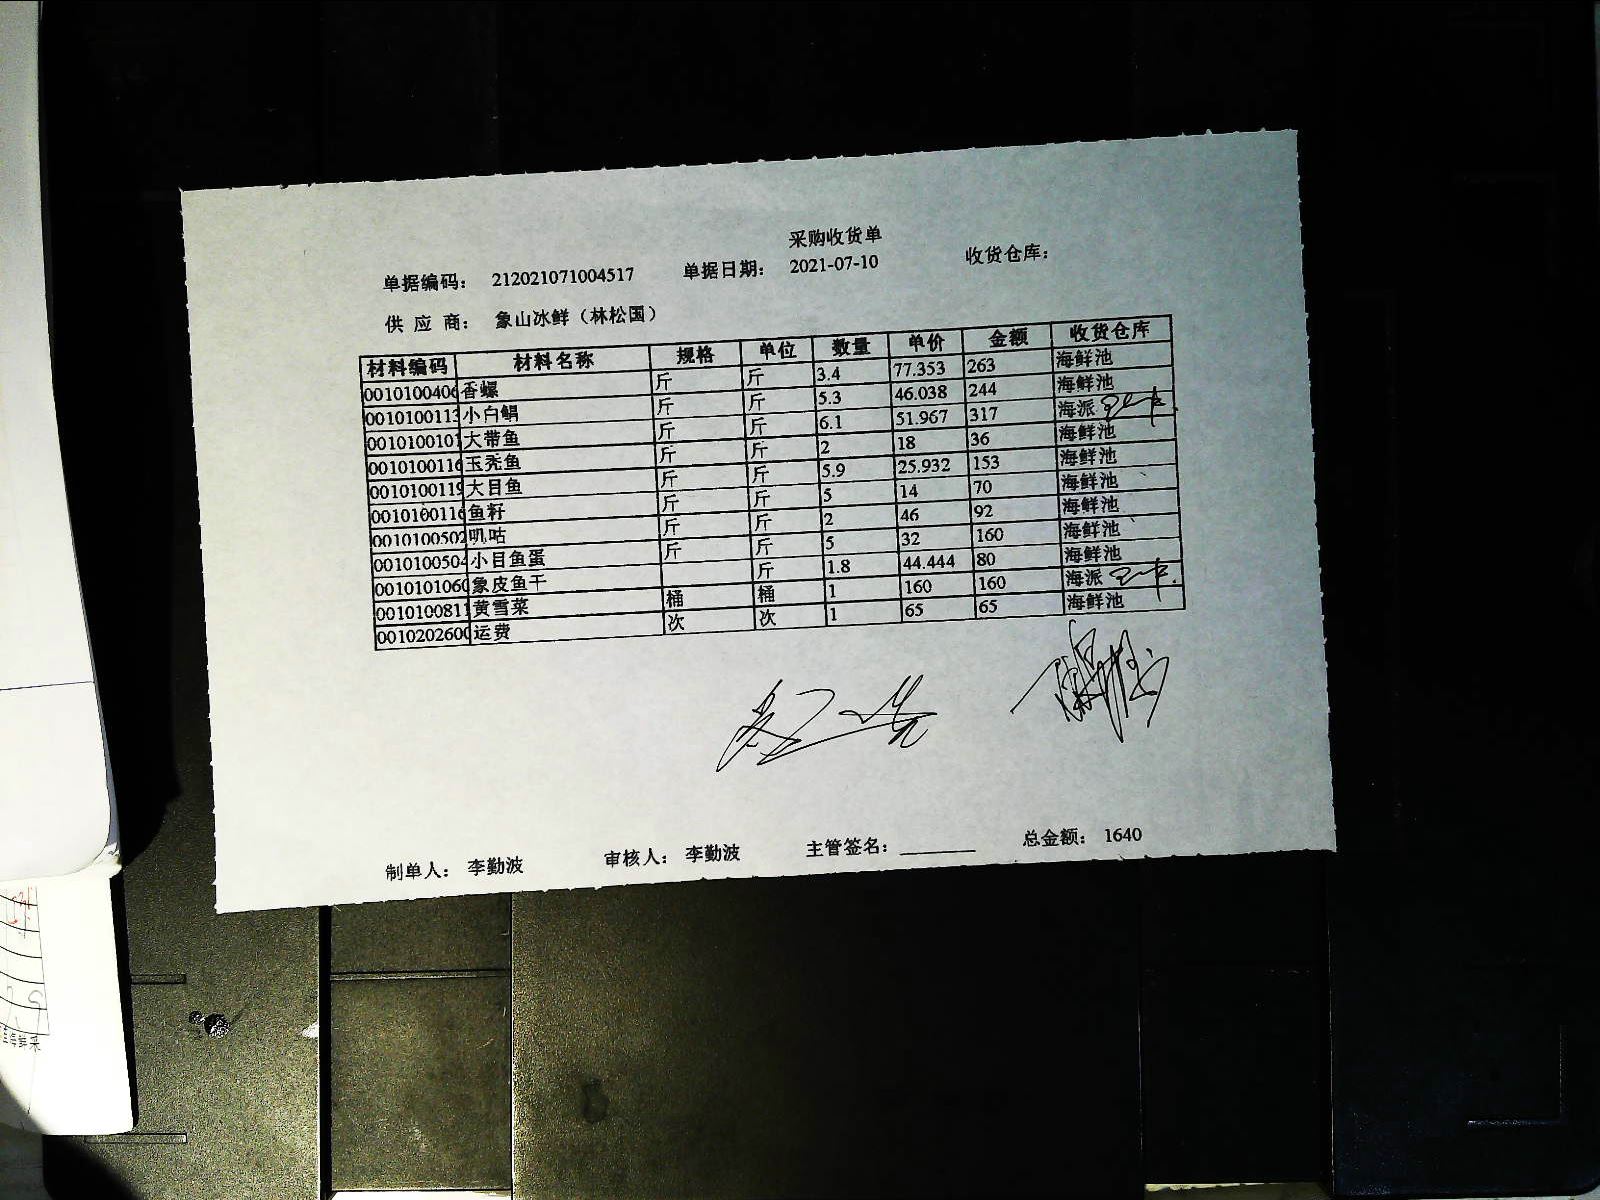 采购收货单
单据编码： 212021071004517 单据日期： 2021-07-10 收货仓库：
供 应 商： 象山冰鲜（林松国）
材料编码 材料名称 规格 单位 数量 单价 金额 收货仓库
0010100406 香螺 斤 斤 3.4 77.353 263 海鲜池
0010100113 小白鲳 斤 斤 5.3 46.038 244 海鲜池
0010100101 大带鱼 斤 斤 6.1 51.967 317 海派
0010100116 玉秃鱼 斤 斤 2 18 36 海鲜池
0010100119 大目鱼 斤 斤 5.9 25.932 153 海鲜池
0010100116 鱼籽 斤 斤 5 14 70 海鲜池
0010100502 叽咕 斤 斤 2 46 92 海鲜池
0010100504 小目鱼蛋 斤 斤 5 32 160 海鲜池
0010101060 象皮鱼干 斤 1.8 44.444 80 海鲜池
0010100811 黄雪菜 桶 桶 1 160 160 海派
0010202600 运费 次 次 1 65 65 海鲜池
制单人： 李勤波 审核人： 李勤波 主管签名： 总金额： 1640